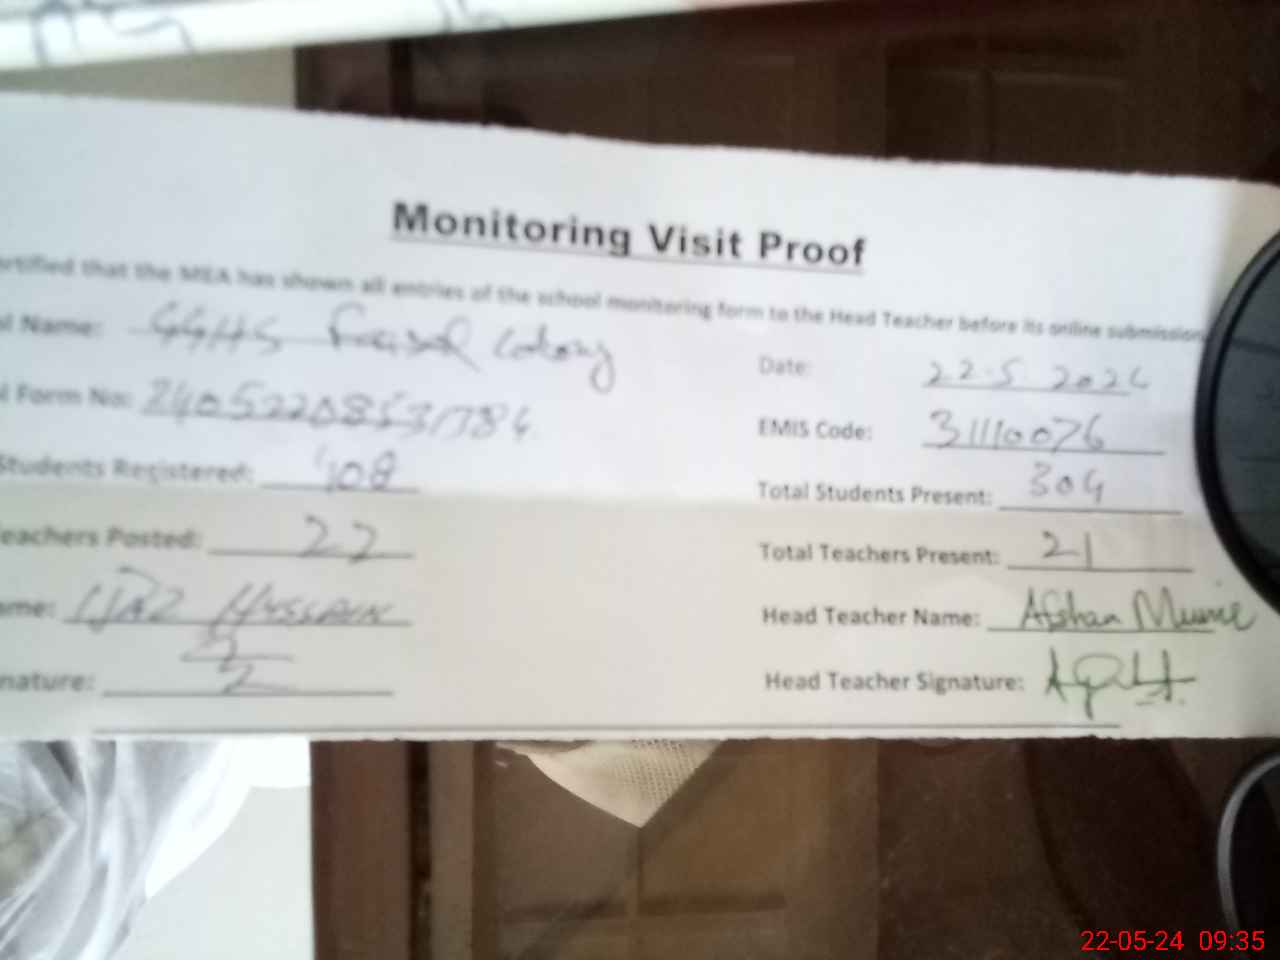 Monitoring Visit Proof
ertified that the MEA has shown all entries of the school monitoring form to the Head Teacher before its online submission
l Name: GGHS Faisal Colony Date: 22.5.2024
l Form No: EMIS Code: 31110076
Students Registered: 408 Total Students Present: 304
eachers Posted: 22 Total Teachers Present: 21
ame: IJAZ HUSSAIN Head Teacher Name: Afshan
nature: Head Teacher Signature:
22-05-24 09:35